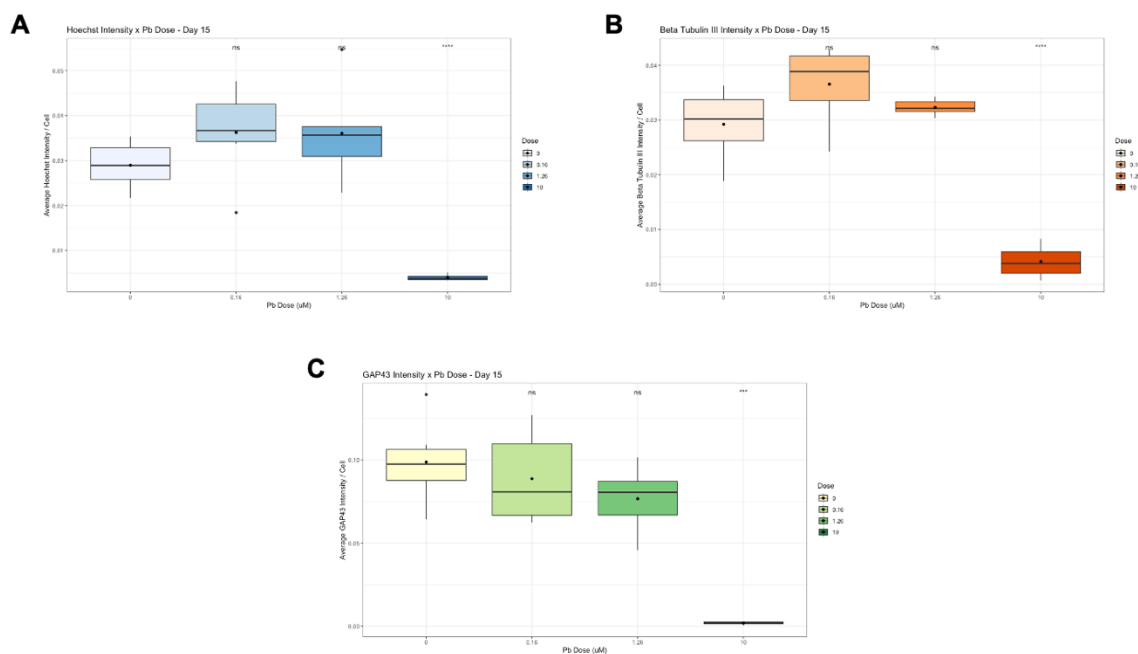 A
Hoechst Intensity x Pb Dose - Day 15
ns
ns
****
0.05
0.04
0.03
0.02
0.01
Average Hoechst Intensity / Cell
0
0.16
1.26
10
Pb Dose (uM)
Dose
0
0.16
1.26
10
B
Beta Tubulin III Intensity x Pb Dose - Day 15
ns
ns
****
0.04
0.03
0.02
0.01
0.00
Average Beta Tubulin III Intensity / Cell
0
0.16
1.26
10
Pb Dose (uM)
Dose
0
0.1
1.2
10
C
GAP43 Intensity x Pb Dose - Day 15
ns
ns
0.10
0.05
0.00
Average GAP43 Intensity / Cell
0
0.16
1.26
10
Pb Dose (uM)
Dose
0
0.16
1.26
10